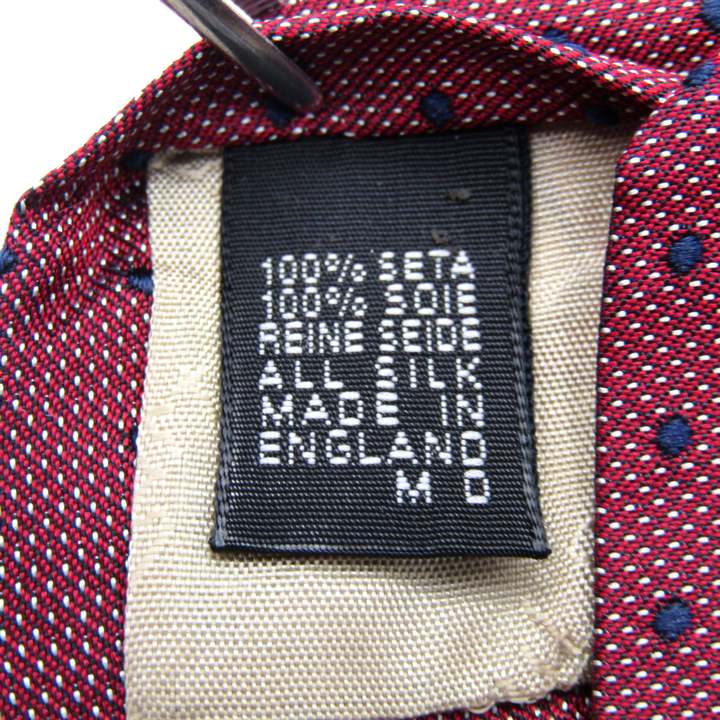 100% SETA
100% SOIE
REINE SEIDE
ALL SILK
MADE IN
ENGLAND
M D